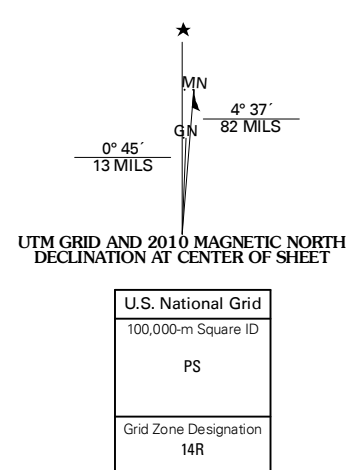 MN
4° 37´
82 MILS
GN
0° 45´
13 MILS
UTM GRID AND 2010 MAGNETIC NORTH
DECLINATION AT CENTER OF SHEET
U.S. National Grid
100,000-m Square ID
PS
Grid Zone Designation
14R